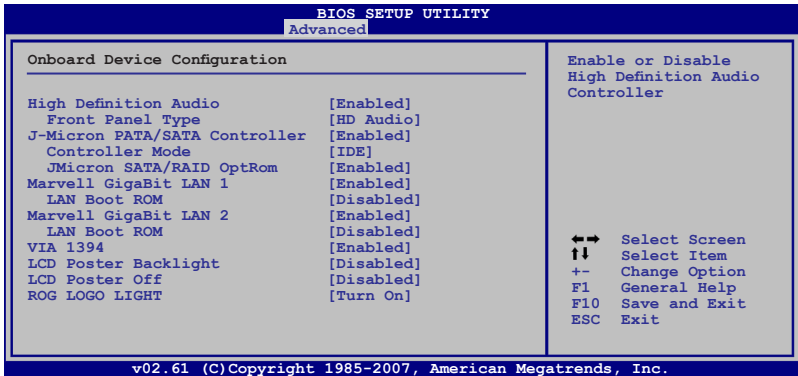 BIOS SETUP UTILITY
Advanced
Onboard Device Configuration
High Definition Audio [Enabled]
Front Panel Type [HD Audio]
J-Micron PATA/SATA Controller [Enabled]
Controller Mode [IDE]
JMicron SATA/RAID OptRom [Enabled]
Marvell GigaBit LAN 1 [Enabled]
LAN Boot ROM [Disabled]
Marvell GigaBit LAN 2 [Enabled]
LAN Boot ROM [Disabled]
VIA 1394 [Enabled]
LCD Poster Backlight [Disabled]
LCD Poster Off [Disabled]
ROG LOGO LIGHT [Turn On]
Enable or Disable
High Definition Audio
Controller
←→ Select Screen
↑↓ Select Item
+- Change Option
F1 General Help
F10 Save and Exit
ESC Exit
v02.61 (C)Copyright 1985-2007, American Megatrends, Inc.